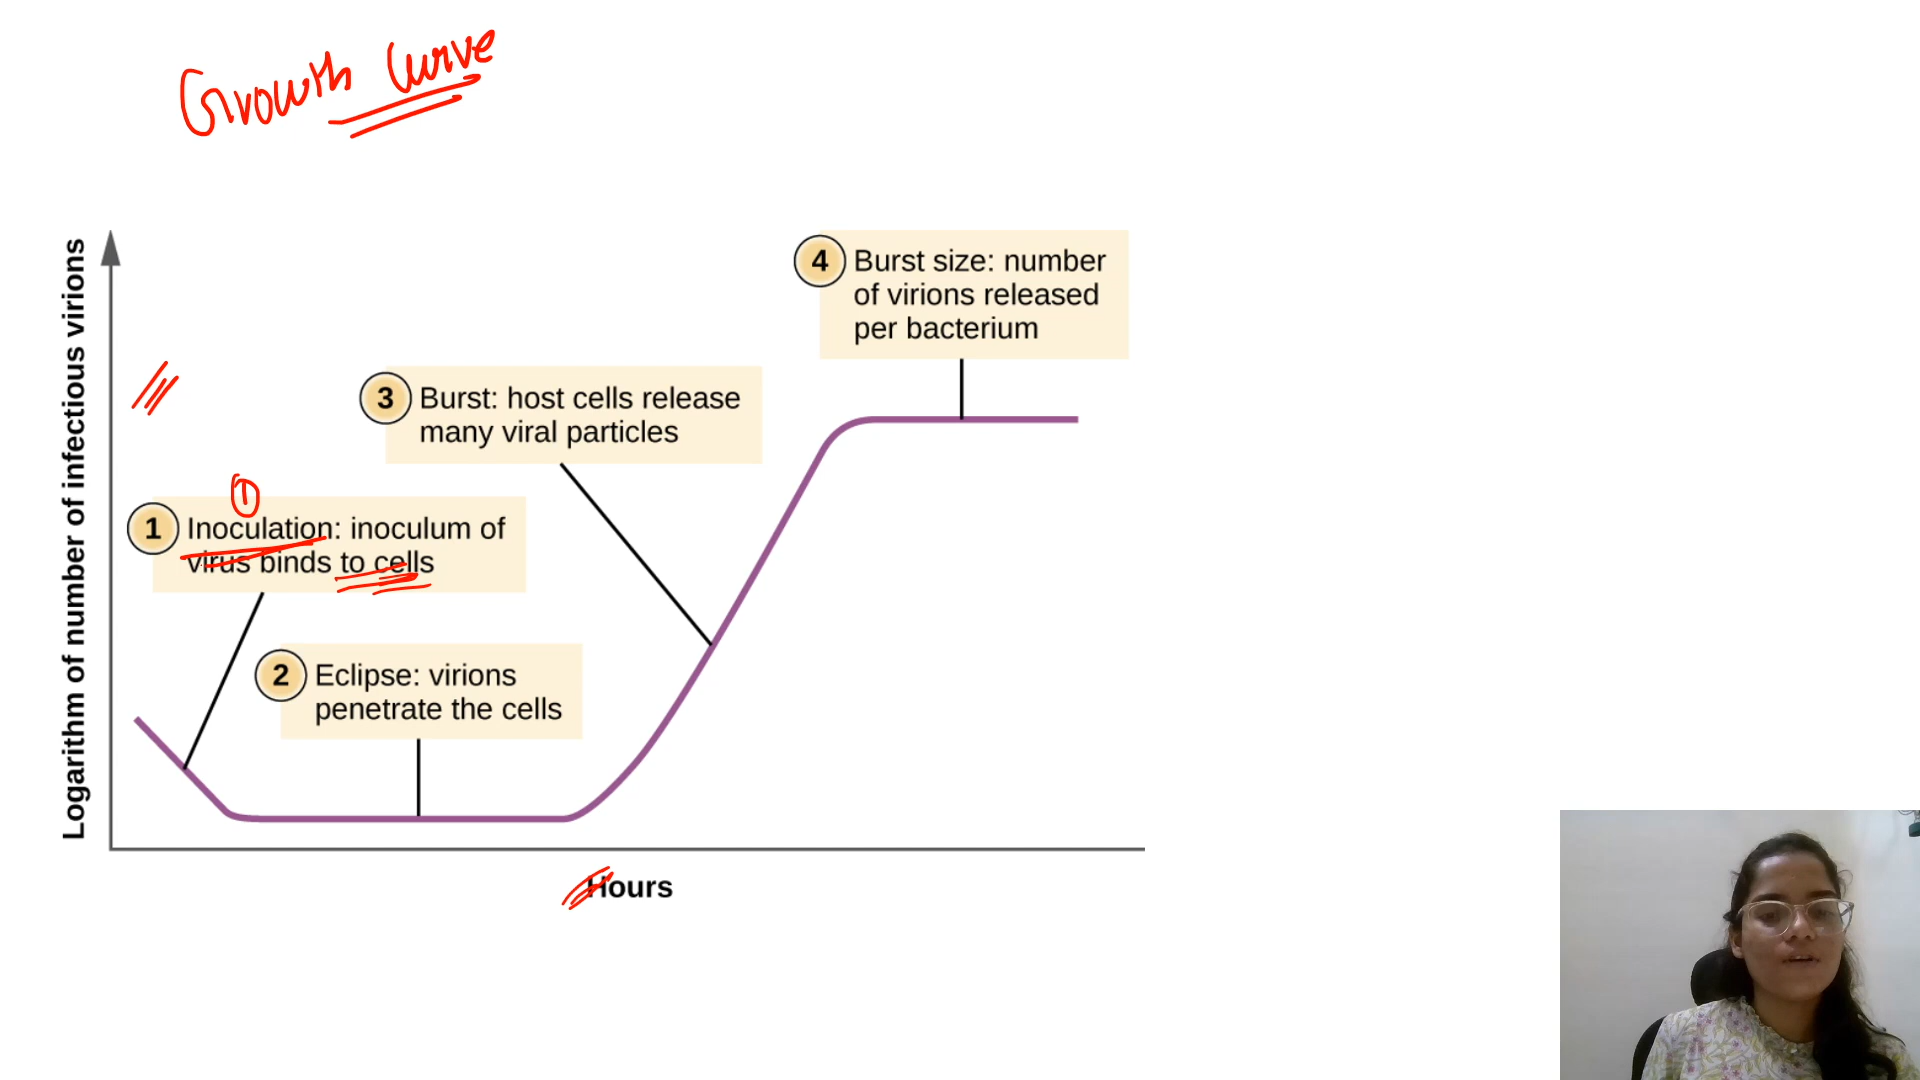 Growth Curve
Logarithm of number of infectious virions
4
Burst size: number
of virions released
per bacterium
3
Burst: host cells release
many viral particles
1
1
Inoculation: inoculum of
virus binds to cells
2
Eclipse: virions
penetrate the cells
Hours